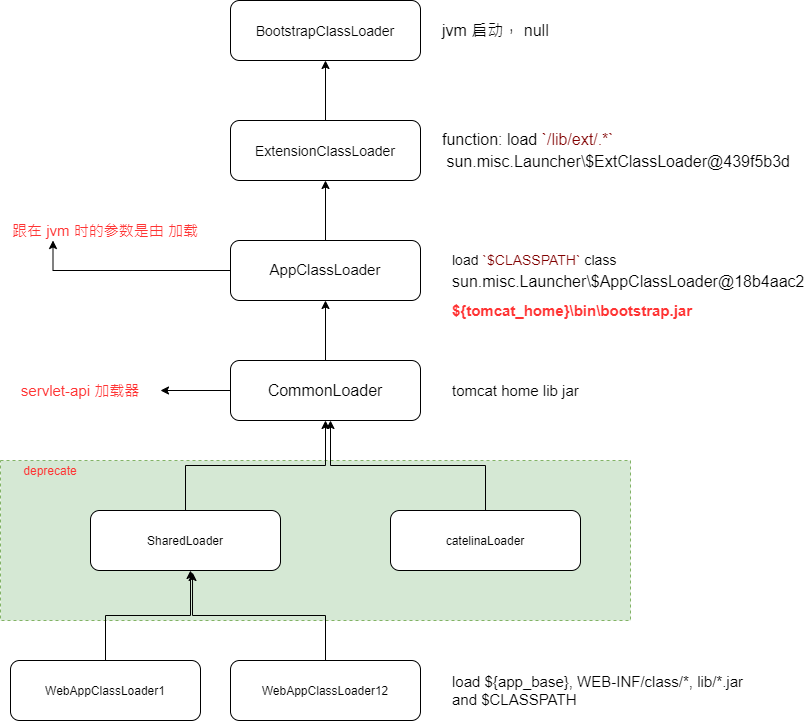 BootstrapClassLoader
jvm 启动， null
ExtensionClassLoader
function: load `/lib/ext/.*`
sun.misc.Launcher\$ExtClassLoader@439f5b3d
跟在 jvm 时的参数是由 加载
AppClassLoader
load `$CLASSPATH` class
sun.misc.Launcher\$AppClassLoader@18b4aac2
${tomcat_home}\bin\bootstrap.jar
servlet-api 加载器
CommonLoader
tomcat home lib jar
deprecate
SharedLoader
catelinaLoader
WebAppClassLoader1
WebAppClassLoader12
load ${app_base}, WEB-INF/class/*, lib/*.jar
and $CLASSPATH